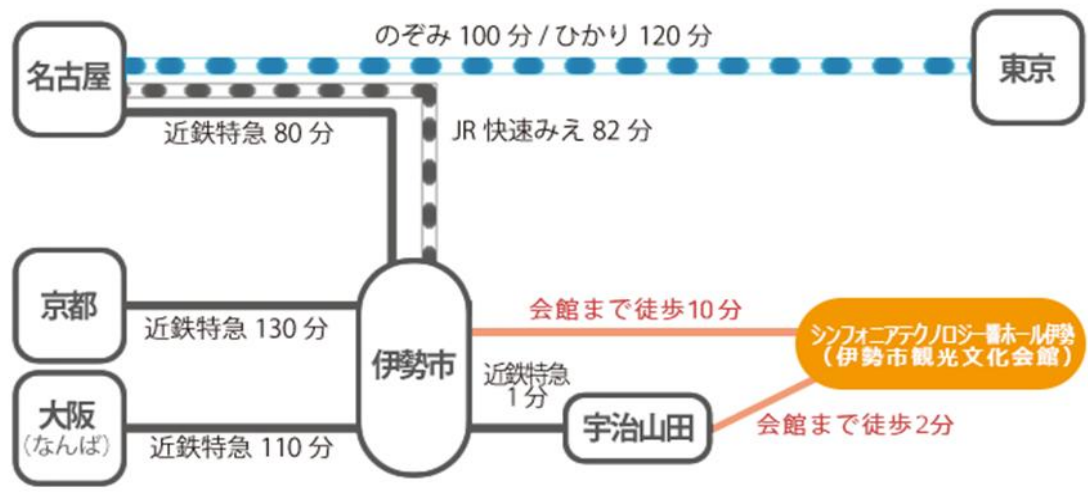 のぞみ 100 分 / ひかり 120 分
名古屋
東京
近鉄特急 80 分
JR 快速みえ 82 分
京都
近鉄特急 130 分
伊勢市
会館まで徒歩10分
シンフォニアテクノロジー響ホール伊勢
(伊勢市観光文化会館)
近鉄特急
1分
大阪
(なんば)
近鉄特急 110 分
宇治山田
会館まで徒歩2分